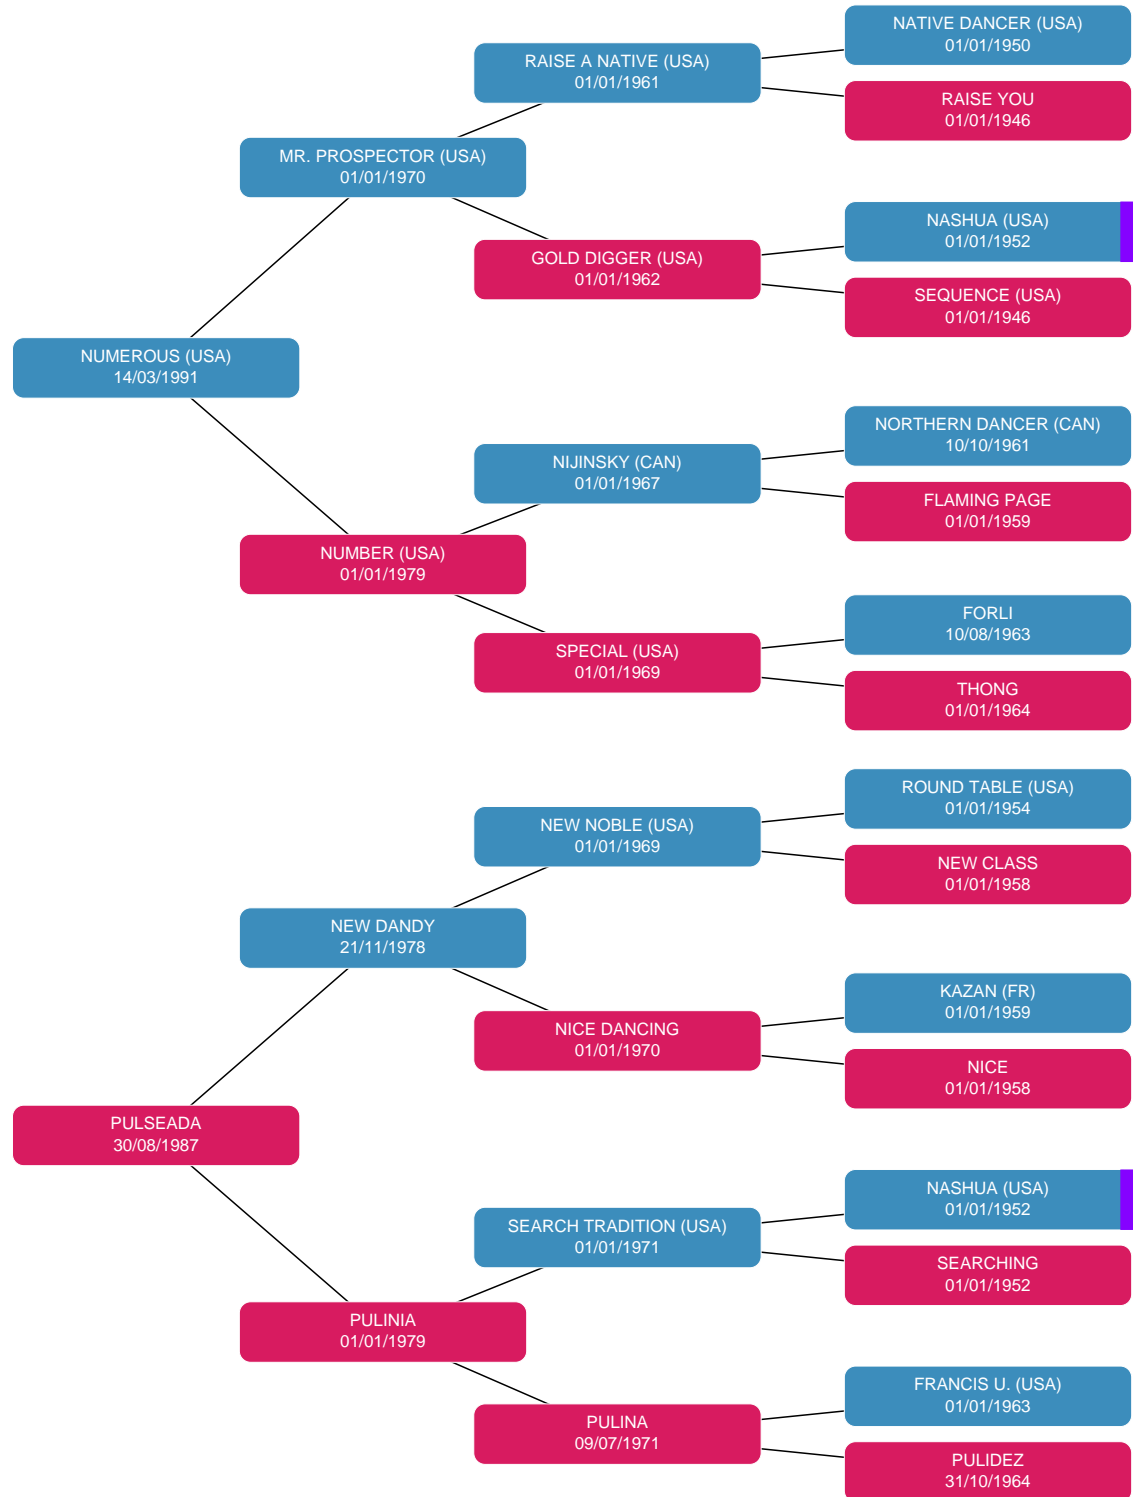 NATIVE DANCER (USA)
01/01/1950
RAISE A NATIVE (USA)
01/01/1961
RAISE YOU
01/01/1946
MR. PROSPECTOR (USA)
01/01/1970
NASHUA (USA)
01/01/1952
GOLD DIGGER (USA)
01/01/1962
SEQUENCE (USA)
01/01/1946
NUMEROUS (USA)
14/03/1991
NORTHERN DANCER (CAN)
10/10/1961
NIJINSKY (CAN)
01/01/1967
FLAMING PAGE
01/01/1959
NUMBER (USA)
01/01/1979
FORLI
10/08/1963
SPECIAL (USA)
01/01/1969
THONG
01/01/1964
ROUND TABLE (USA)
01/01/1954
NEW NOBLE (USA)
01/01/1969
NEW CLASS
01/01/1958
NEW DANDY
21/11/1978
KAZAN (FR)
01/01/1959
NICE DANCING
01/01/1970
NICE
01/01/1958
PULSEADA
30/08/1987
NASHUA (USA)
01/01/1952
SEARCH TRADITION (USA)
01/01/1971
SEARCHING
01/01/1952
PULINIA
01/01/1979
FRANCIS U. (USA)
01/01/1963
PULINA
09/07/1971
PULIDEZ
31/10/1964